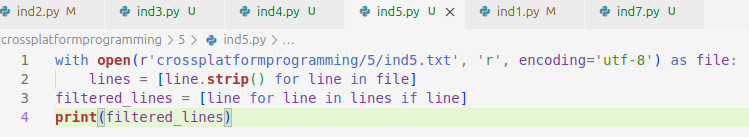 ind2.py M ind3.py U ind4.py U ind5.py U ind1.py M ind7.py U
crossplatformprogramming > 5 > ind5.py > ...
1 with open(r'crossplatformprogramming/5/ind5.txt', 'r', encoding='utf-8') as file:
2     lines = [line.strip() for line in file]
3 filtered_lines = [line for line in lines if line]
4 print(filtered_lines)